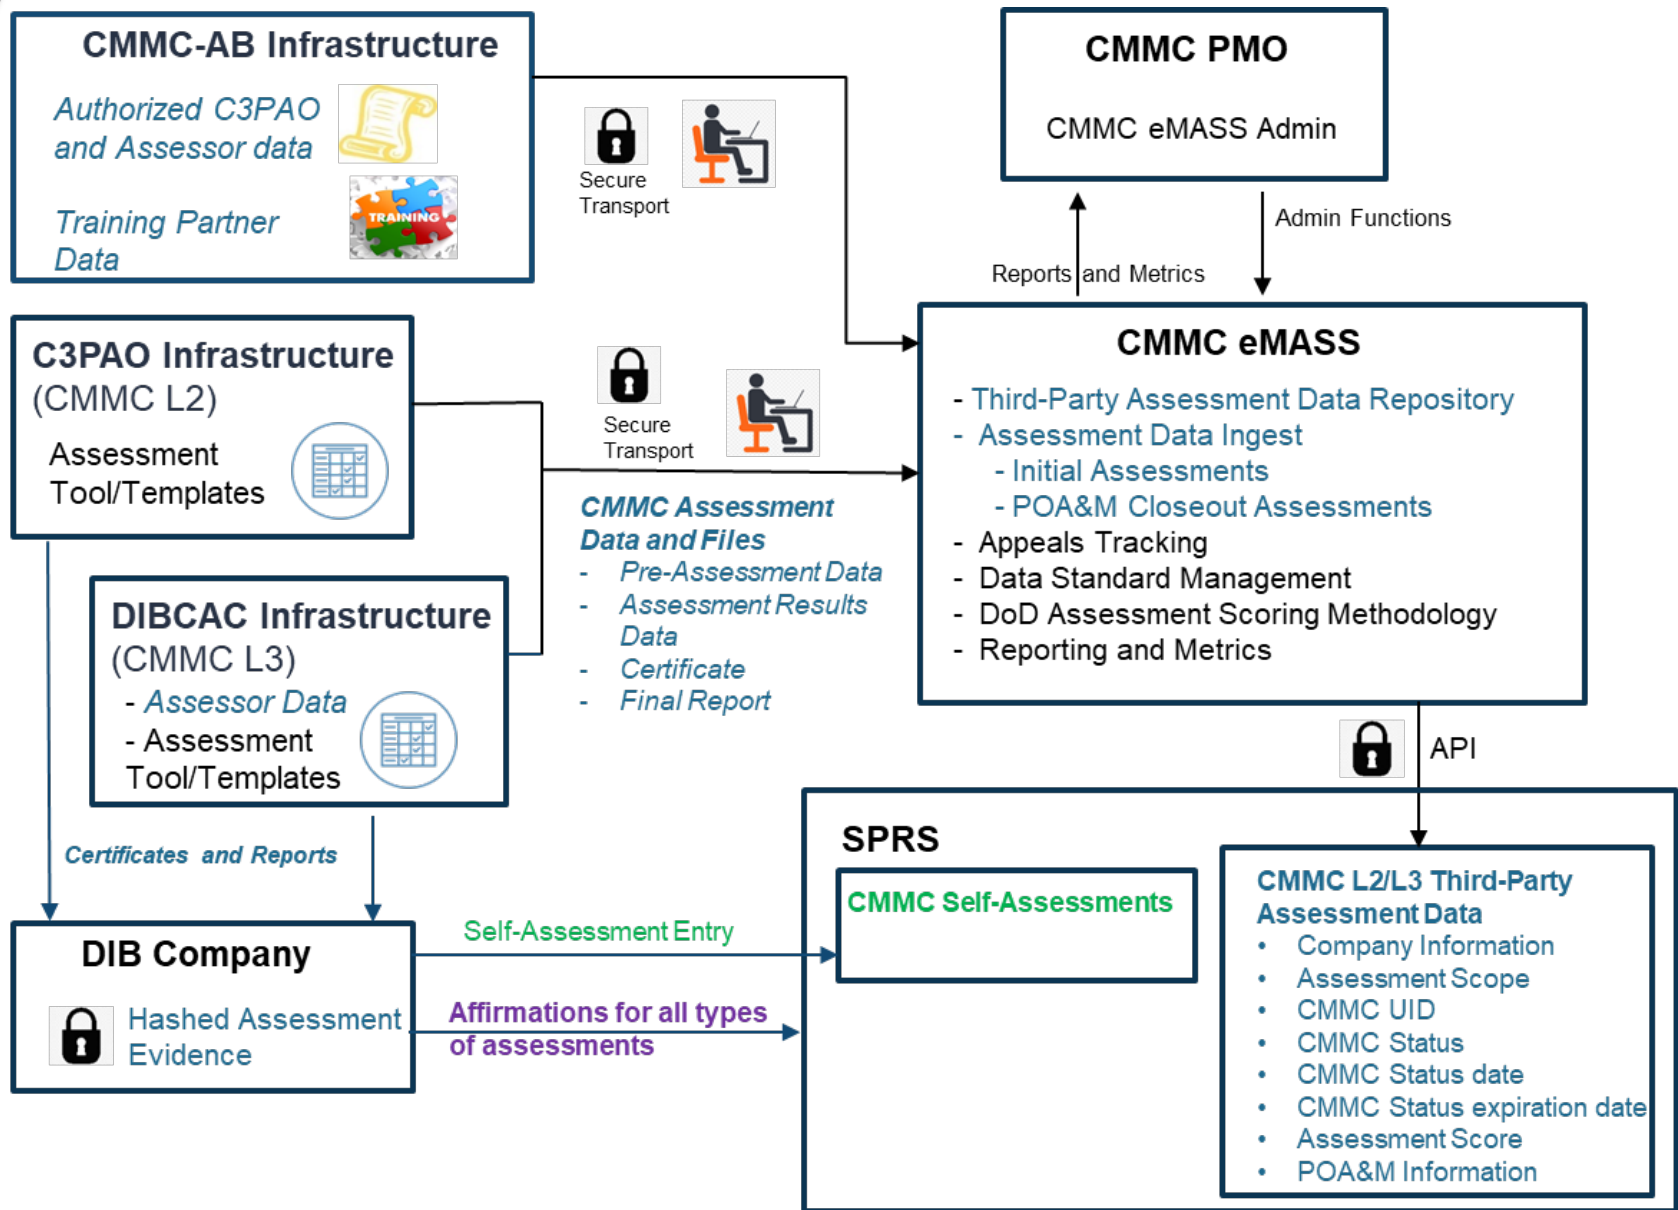 CMMC-AB Infrastructure
Authorized C3PAO
and Assessor data
TRAINING
Training Partner
Data
Secure
Transport
CMMC PMO
CMMC eMASS Admin
Admin Functions
Reports and Metrics
C3PAO Infrastructure
(CMMC L2)
Assessment
Tool/Templates
Secure
Transport
CMMC Assessment
Data and Files
- Pre-Assessment Data
- Assessment Results
Data
- Certificate
- Final Report
CMMC eMASS
- Third-Party Assessment Data Repository
- Assessment Data Ingest
- Initial Assessments
- POA&M Closeout Assessments
- Appeals Tracking
- Data Standard Management
- DoD Assessment Scoring Methodology
- Reporting and Metrics
DIBCAC Infrastructure
(CMMC L3)
- Assessor Data
- Assessment
Tool/Templates
API
Certificates and Reports
DIB Company
Hashed Assessment
Evidence
Self-Assessment Entry
Affirmations for all types
of assessments
SPRS
CMMC Self-Assessments
CMMC L2/L3 Third-Party
Assessment Data
• Company Information
• Assessment Scope
• CMMC UID
• CMMC Status
• CMMC Status date
• CMMC Status expiration date
• Assessment Score
• POA&M Information